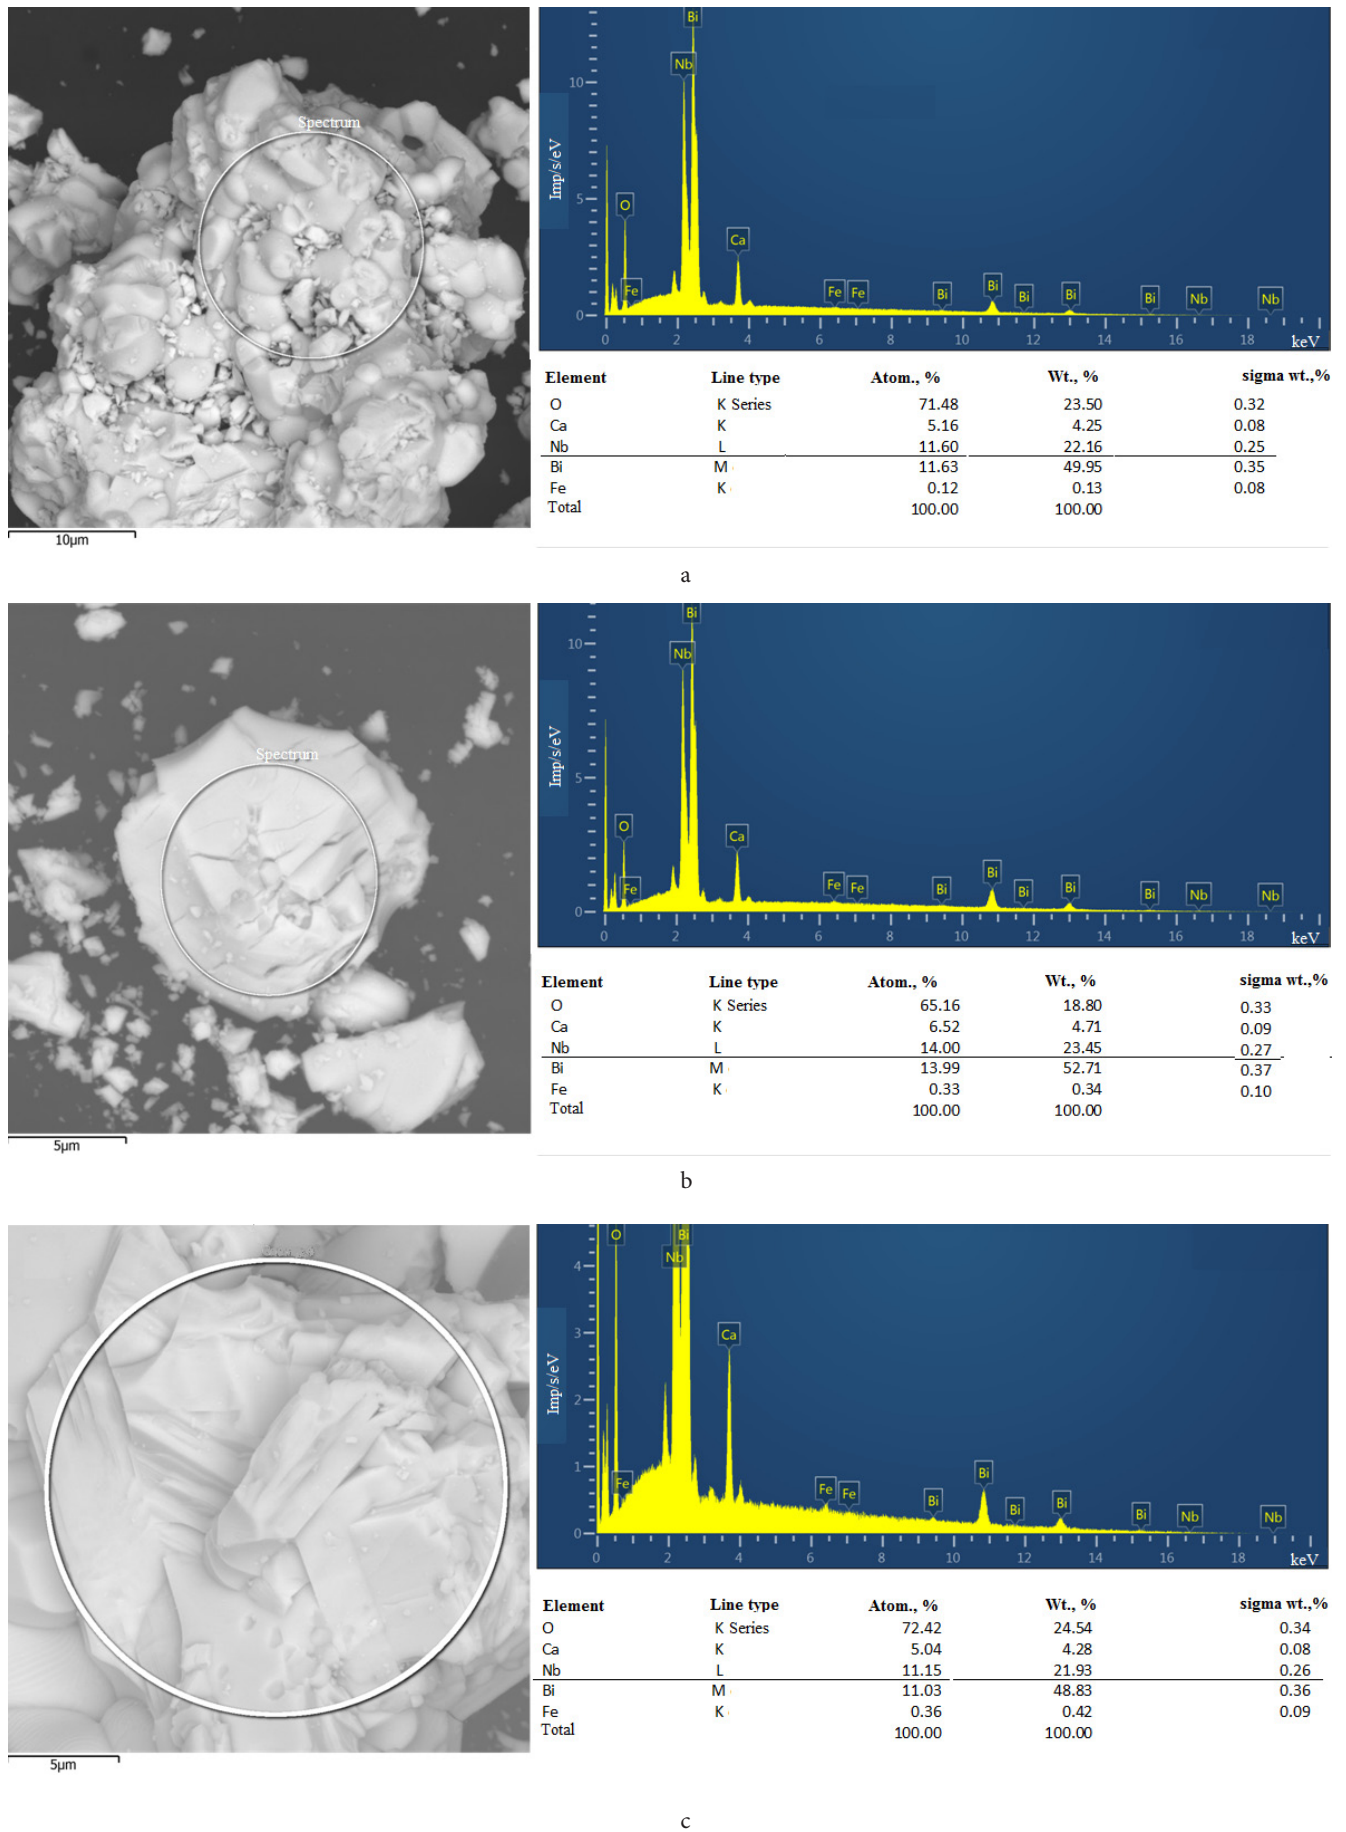 Spectrum
10µm
Bi
Nb
O
Fe
Ca
Fe
Fe
Bi
Bi
Bi
Bi
Bi
Nb
Nb
Imp/s/eV
10
5
0
0 2 4 6 8 10 12 14 16 18
keV
Element Line type Atom., % Wt., % sigma wt.,%
O K Series 71.48 23.50 0.32
Ca K 5.16 4.25 0.08
Nb L 11.60 22.16 0.25
Bi M 11.63 49.95 0.35
Fe K 0.12 0.13 0.08
Total 100.00 100.00
a
Spectrum
5µm
Bi
Nb
O
Fe
Ca
Fe
Fe
Bi
Bi
Bi
Bi
Bi
Nb
Nb
Imp/s/eV
10
5
0
0 2 4 6 8 10 12 14 16 18
keV
Element Line type Atom., % Wt., % sigma wt.,%
O K Series 65.16 18.80 0.33
Ca K 6.52 4.71 0.09
Nb L 14.00 23.45 0.27
Bi M 13.99 52.71 0.37
Fe K 0.33 0.34 0.10
Total 100.00 100.00
b
5µm
O
Bi
Nb
Fe
Ca
Fe
Fe
Bi
Bi
Bi
Bi
Bi
Nb
Nb
Imp/s/eV
4
3
2
1
0
0 2 4 6 8 10 12 14 16 18
keV
Element Line type Atom., % Wt., % sigma wt.,%
O K Series 72.42 24.54 0.34
Ca K 5.04 4.28 0.08
Nb L 11.15 21.93 0.26
Bi M 11.03 48.83 0.36
Fe K 0.36 0.42 0.09
Total 100.00 100.00
c